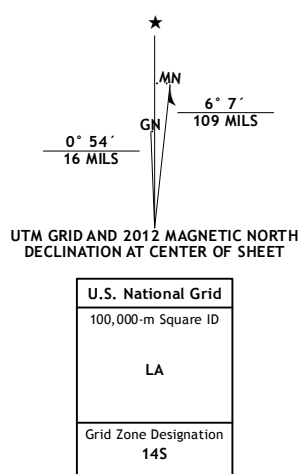 MN
GN
6° 7´
109 MILS
0° 54´
16 MILS
UTM GRID AND 2012 MAGNETIC NORTH
DECLINATION AT CENTER OF SHEET
U.S. National Grid
100,000-m Square ID
LA
Grid Zone Designation
14S